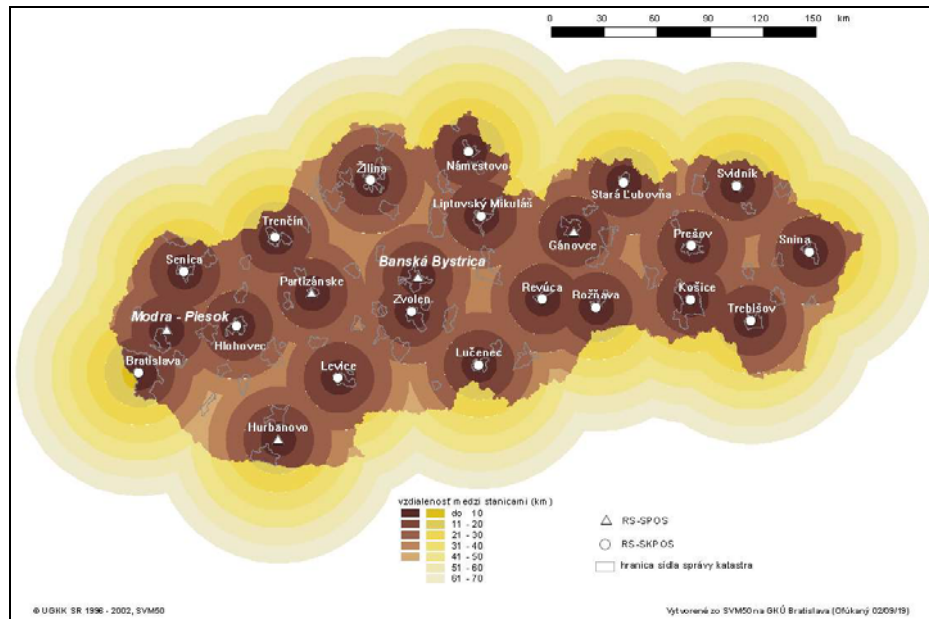 0 30 60 90 120 150 km
Námestovo
Žilina
Svidník
Stará Ľubovňa
Liptovský Mikuláš
Trenčín
Prešov
Gánovce
Snina
Senica
Banská Bystrica
Partizánske
Revúca
Rožňava
Košice
Zvolen
Trebišov
Modra - Piesok
Hlohovec
Bratislava
Lučenec
Levice
Hurbanovo
vzdialenosť medzi stanicami (km)
do 10
11 - 20
21 - 30
31 - 40
41 - 50
51 - 60
61 - 70
RS-SPOS
RS-SKPOS
hranica sídla správy katastra
© UGKK SR 1996 - 2002, SVM50
Vytvorené zo SVM50 na GKÚ Bratislava (Oťúkaný 02/09/19)